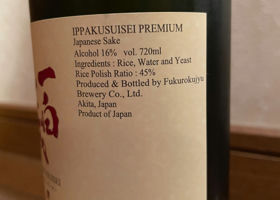 IPPAKUSUISEI PREMIUM
Japanese Sake
Alcohol 16% vol. 720ml
Ingredients : Rice, Water and Yeast
Rice Polish Ratio : 45%
Produced & Bottled by Fukurokujyu
Brewery Co., Ltd.
Akita, Japan
Product of Japan